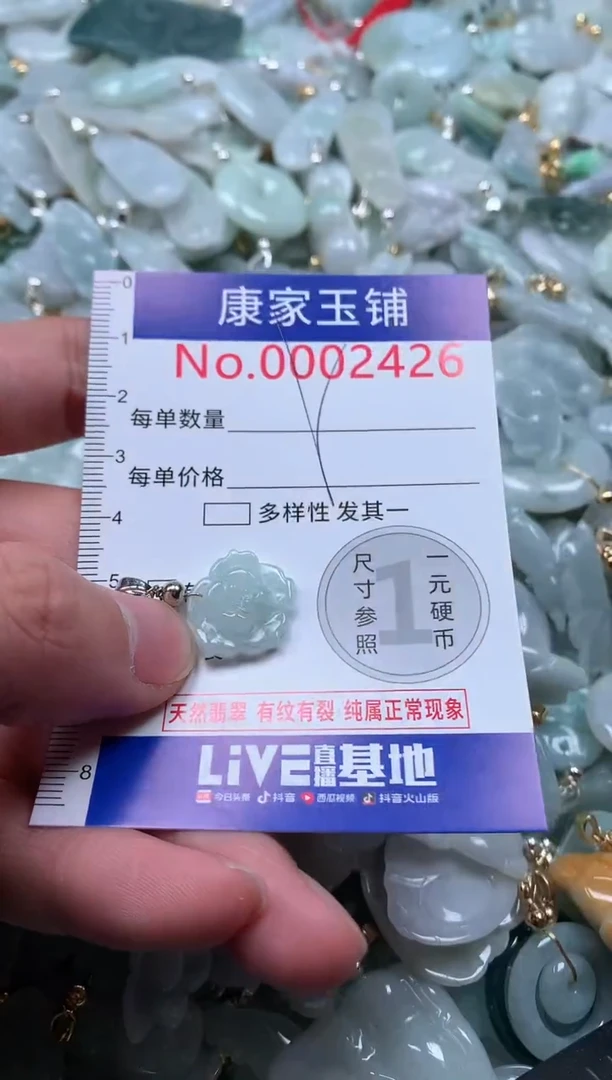 康家玉铺
No.0002426
每单数量
每单价格
多样性 发其一
尺寸参照
一元硬币
1
天然翡翠 有纹有裂 纯属正常现象
LiVE直播基地
今日头条 抖音 西瓜视频 抖音火山版
0
1
2
3
4
5
8